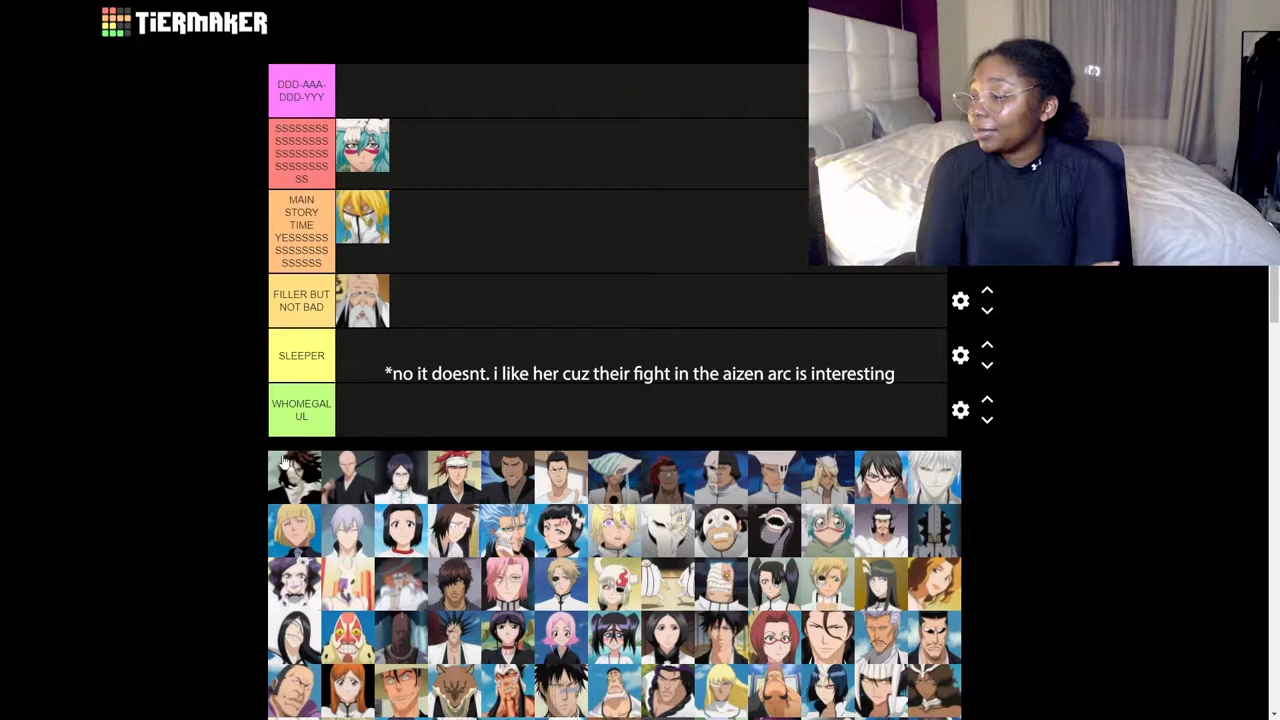 TiERMAKER
DDD-AAA-
DDD-YYY
SSSSSSSS
SSSSSSSS
SSSSSSSS
SSSSSSSS
SS
MAIN
STORY
TIME
YESSSSSS
SSSSSSSS
SSSSSS
FILLER BUT
NOT BAD
SLEEPER
*no it doesnt. i like her cuz their fight in the aizen arc is interesting
WHOMEGAL
UL